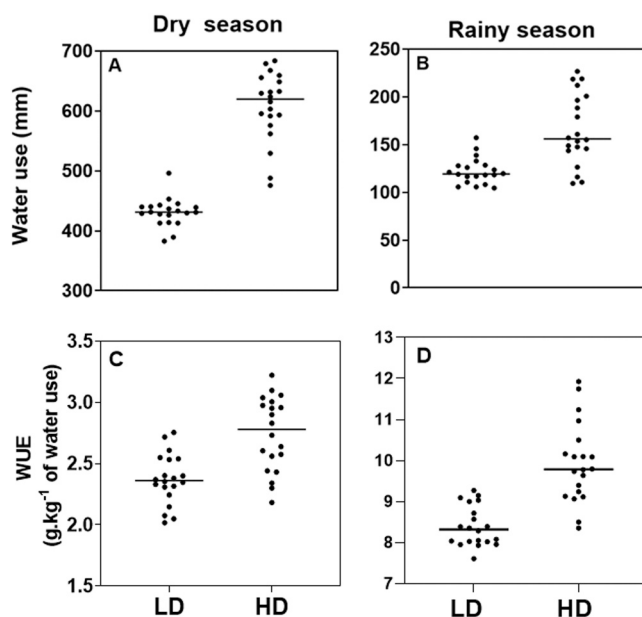 Dry season
Rainy season
A
B
Water use (mm)
700
600
500
400
300
250
200
150
100
50
0
C
D
WUE
(g.kg⁻¹ of water use)
3.5
3.0
2.5
2.0
1.5
13
12
11
10
9
8
7
LD HD
LD HD